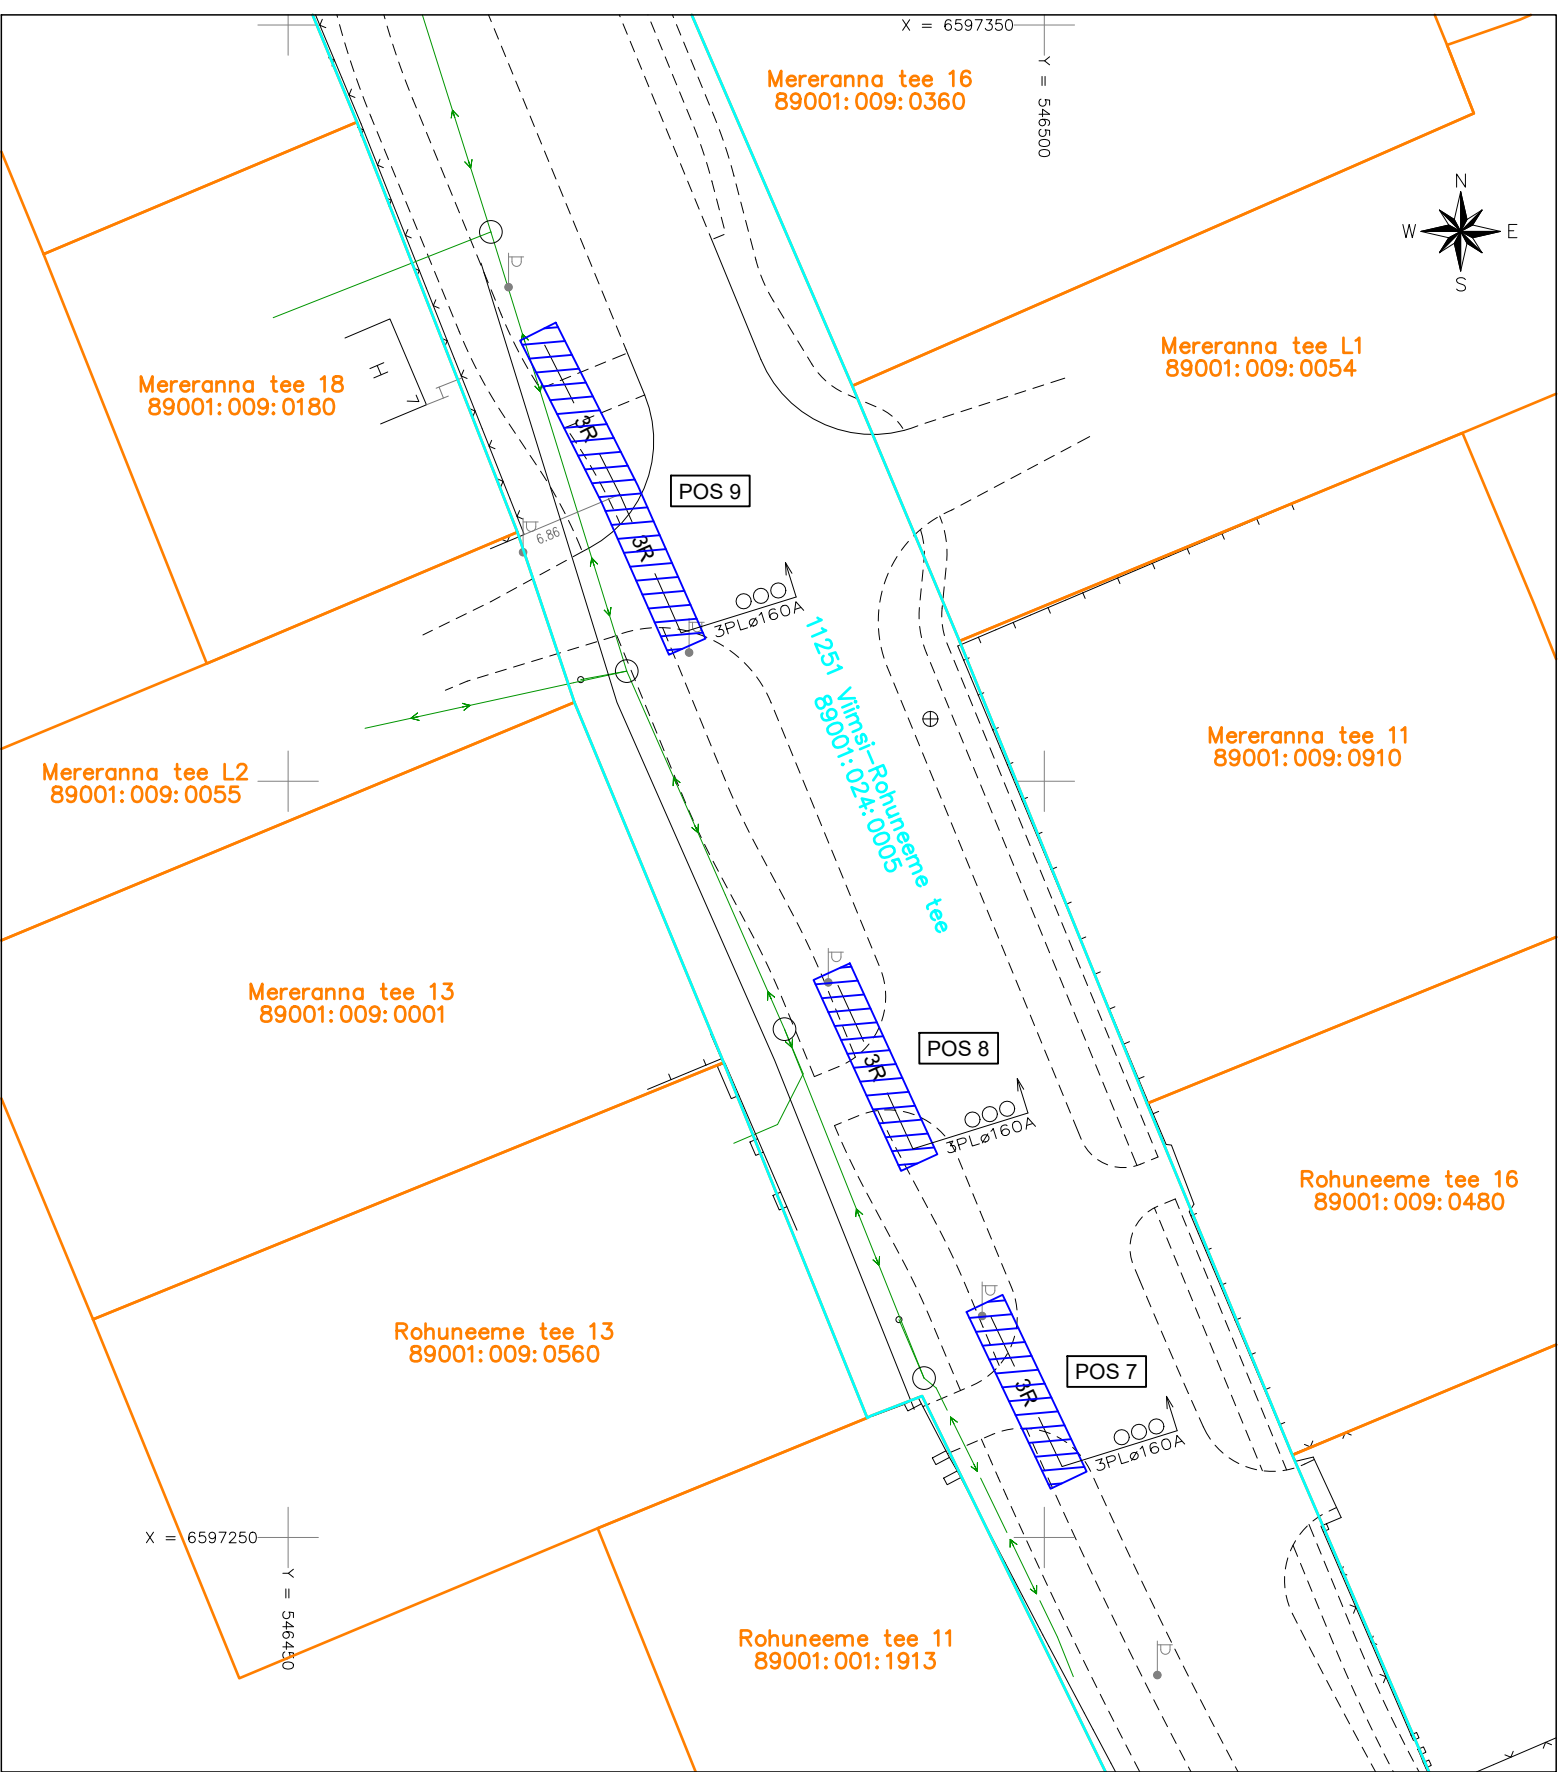 X = 6597350
Y = 546500
Mereranna tee 16
89001:009:0360
N
W
E
S
Mereranna tee L1
89001:009:0054
Mereranna tee 18
89001:009:0180
H
7
3R
POS 9
6.86
3R
3PLø160A
11251 Viimsi-Rohuneeme tee
89001:024:0005
Mereranna tee 11
89001:009:0910
Mereranna tee L2
89001:009:0055
Mereranna tee 13
89001:009:0001
POS 8
3R
3PLø160A
Rohuneeme tee 16
89001:009:0480
Rohuneeme tee 13
89001:009:0560
POS 7
3R
3PLø160A
X = 6597250
Y = 546450
Rohuneeme tee 11
89001:001:1913